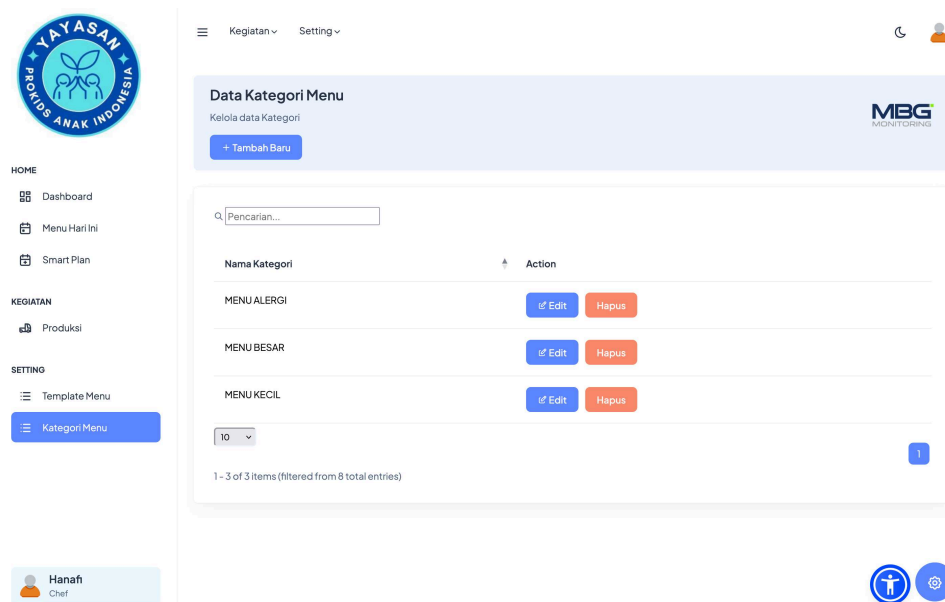 YAYASAN
PROKIDS ANAK INDONESIA
Kegiatan
Setting
Data Kategori Menu
Kelola data Kategori
+ Tambah Baru
MBG
MONITORING
HOME
Dashboard
Menu Hari Ini
Smart Plan
KEGIATAN
Produksi
SETTING
Template Menu
Kategori Menu
Pencarian...
Nama Kategori
Action
MENU ALERGI
Edit
Hapus
MENU BESAR
Edit
Hapus
MENU KECIL
Edit
Hapus
10
1
1 - 3 of 3 items (filtered from 8 total entries)
Hanafi
Chef